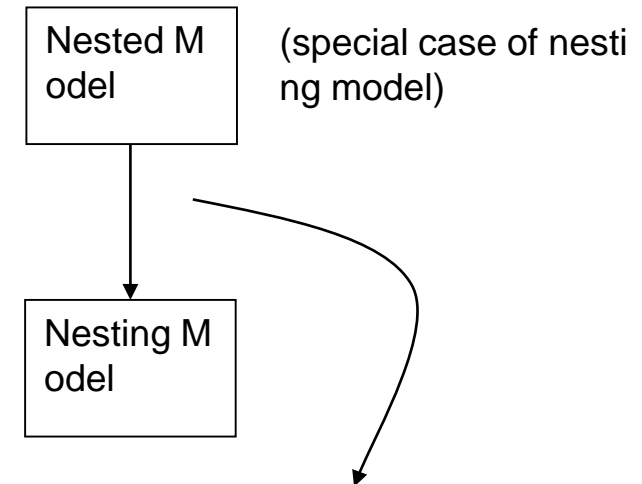 Nested M
odel
(special case of nesti
ng model)
Nesting M
odel